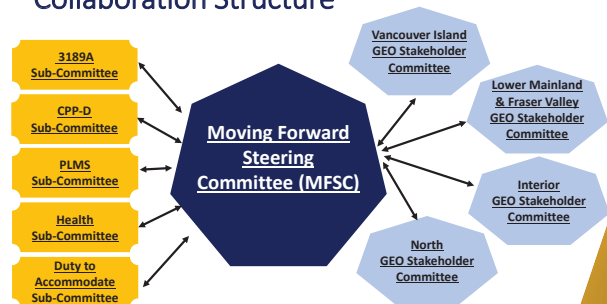 Collaboration Structure
3189A
Sub-Committee
CPP-D
Sub-Committee
PLMS
Sub-Committee
Health
Sub-Committee
Duty to
Accommodate
Sub-Committee
Moving Forward
Steering
Committee (MFSC)
Vancouver Island
GEO Stakeholder
Committee
Lower Mainland
& Fraser Valley
GEO Stakeholder
Committee
Interior
GEO Stakeholder
Committee
North
GEO Stakeholder
Committee